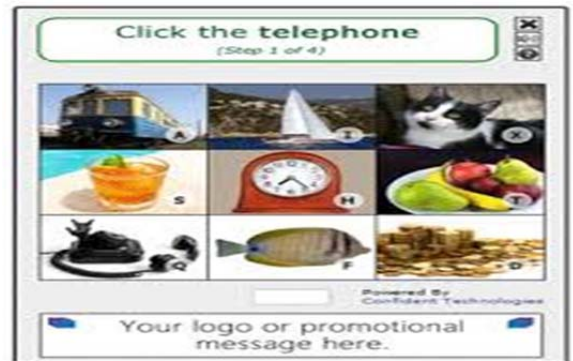 Click the telephone
(Step 1 of 4)
A
I
X
S
H
T
F
Powered By
Confident Technologies
Your logo or promotional
message here.